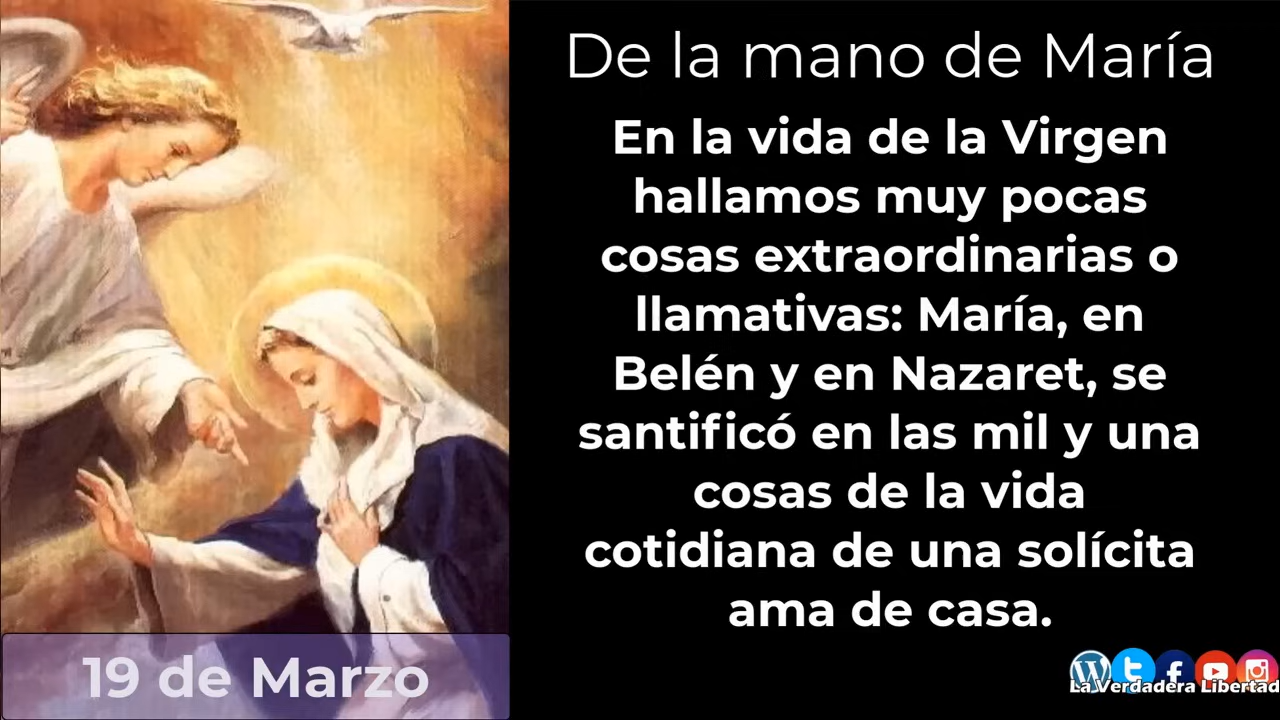 De la mano de María
En la vida de la Virgen
hallamos muy pocas
cosas extraordinarias o
llamativas: María, en
Belén y en Nazaret, se
santificó en las mil y una
cosas de la vida
cotidiana de una solícita
ama de casa.
19 de Marzo
La Verdadera Libertad